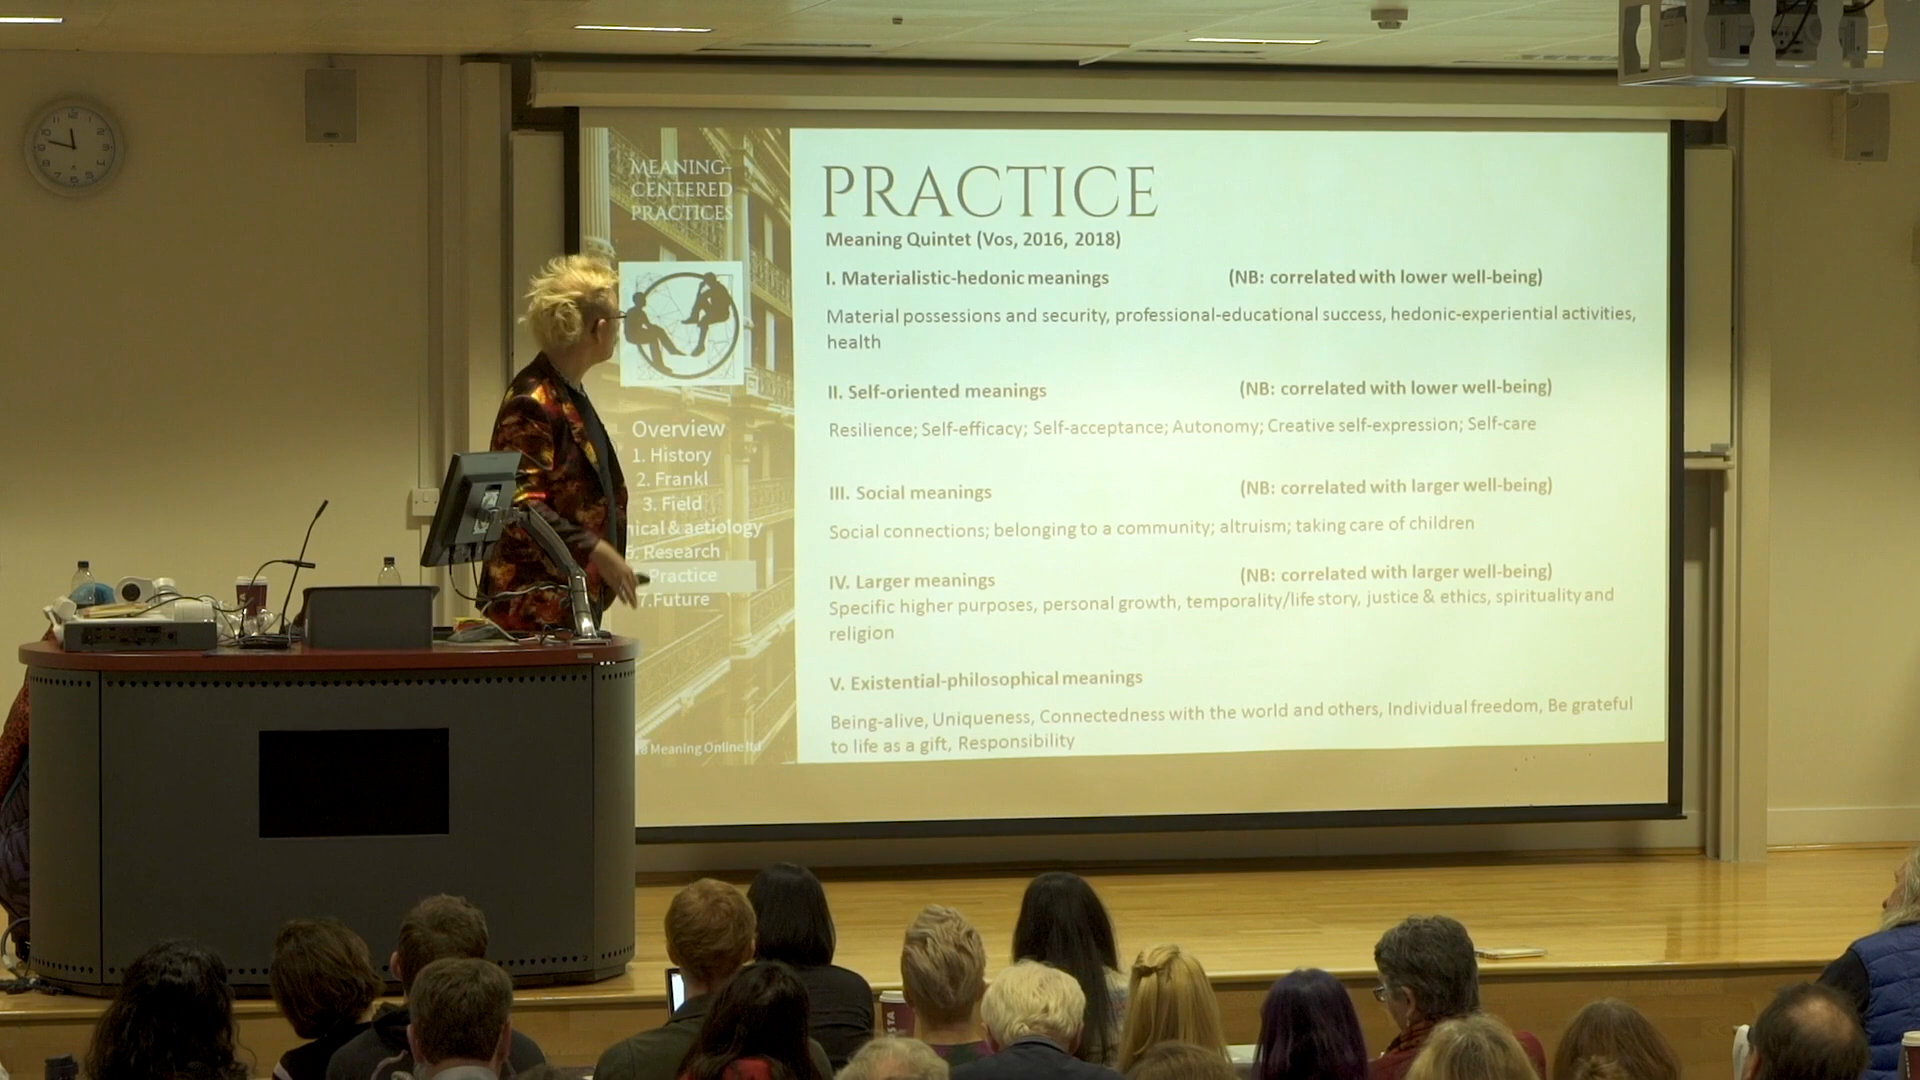 MEANING-
CENTERED
PRACTICES
Overview
1. History
2. Frankl
3. Field
ical & aetiology
5. Research
Practice
7. Future
Meaning Online ltd
PRACTICE
Meaning Quintet (Vos, 2016, 2018)
I. Materialistic-hedonic meanings (NB: correlated with lower well-being)
Material possessions and security, professional-educational success, hedonic-experiential activities,
health
II. Self-oriented meanings (NB: correlated with lower well-being)
Resilience; Self-efficacy; Self-acceptance; Autonomy; Creative self-expression; Self-care
III. Social meanings (NB: correlated with larger well-being)
Social connections; belonging to a community; altruism; taking care of children
IV. Larger meanings (NB: correlated with larger well-being)
Specific higher purposes, personal growth, temporality/life story, justice & ethics, spirituality and
religion
V. Existential-philosophical meanings
Being-alive, Uniqueness, Connectedness with the world and others, Individual freedom, Be grateful
to life as a gift, Responsibility